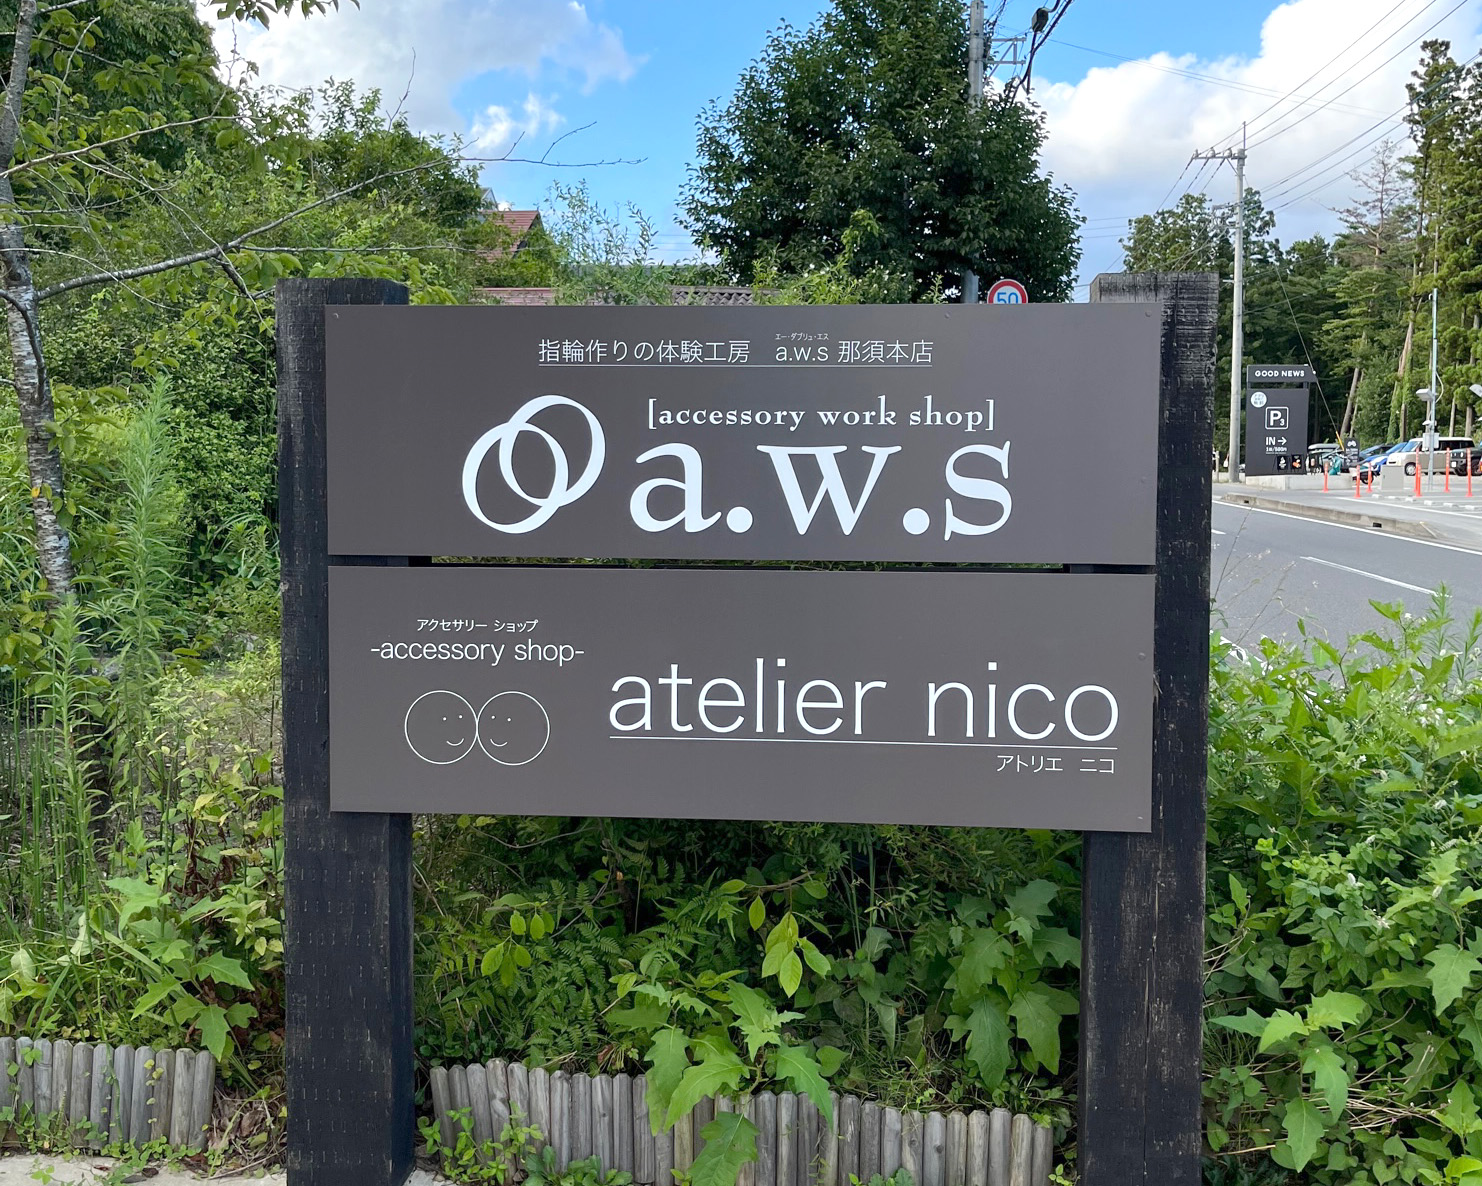 エー・ダブリュ・エス
指輪作りの体験工房 a.w.s 那須本店
[accessory work shop]
a.w.s
アクセサリー ショップ
-accessory shop-
atelier nico
アトリエ ニコ
50
GOOD NEWS
P3
IN →